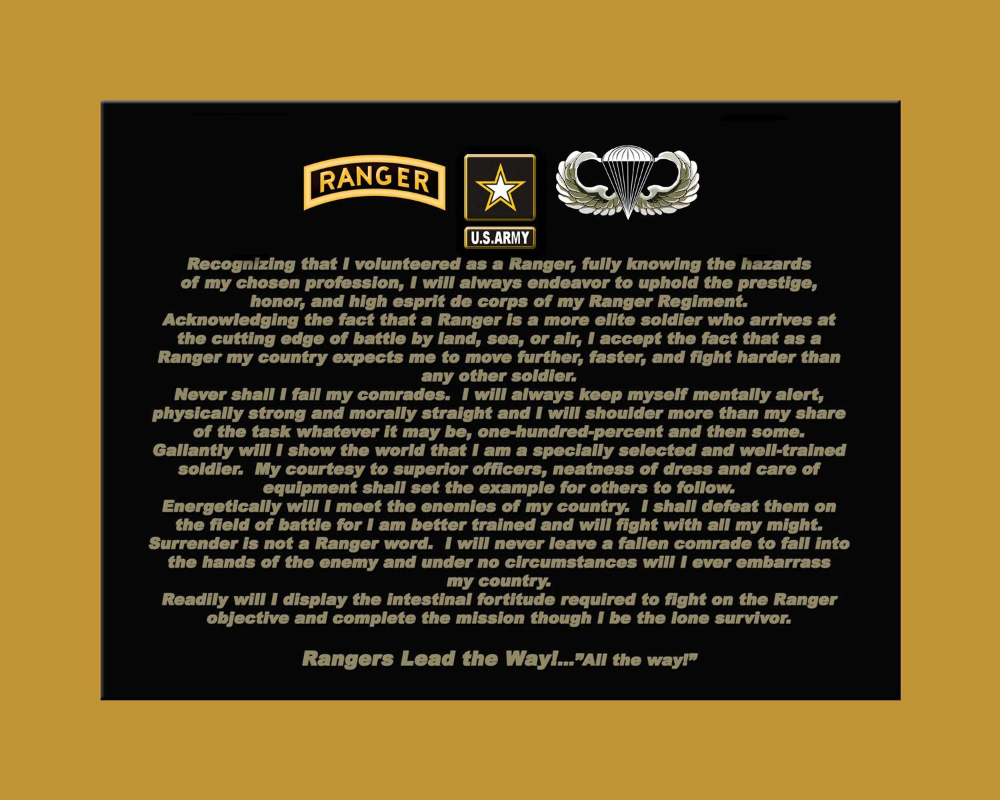 RANGER
U.S.ARMY
Recognizing that I volunteered as a Ranger, fully knowing the hazards
of my chosen profession, I will always endeavor to uphold the prestige,
honor, and high esprit de corps of my Ranger Regiment.
Acknowledging the fact that a Ranger is a more elite soldier who arrives at
the cutting edge of battle by land, sea, or air, I accept the fact that as a
Ranger my country expects me to move further, faster, and fight harder than
any other soldier.
Never shall I fail my comrades.  I will always keep myself mentally alert,
physically strong and morally straight and I will shoulder more than my share
of the task whatever it may be, one-hundred-percent and then some.
Gallantly will I show the world that I am a specially selected and well-trained
soldier.  My courtesy to superior officers, neatness of dress and care of
equipment shall set the example for others to follow.
Energetically will I meet the enemies of my country.  I shall defeat them on
the field of battle for I am better trained and will fight with all my might.
Surrender is not a Ranger word.  I will never leave a fallen comrade to fall into
the hands of the enemy and under no circumstances will I ever embarrass
my country.
Readily will I display the intestinal fortitude required to fight on the Ranger
objective and complete the mission though I be the lone survivor.
Rangers Lead the Way!...”All the way!”